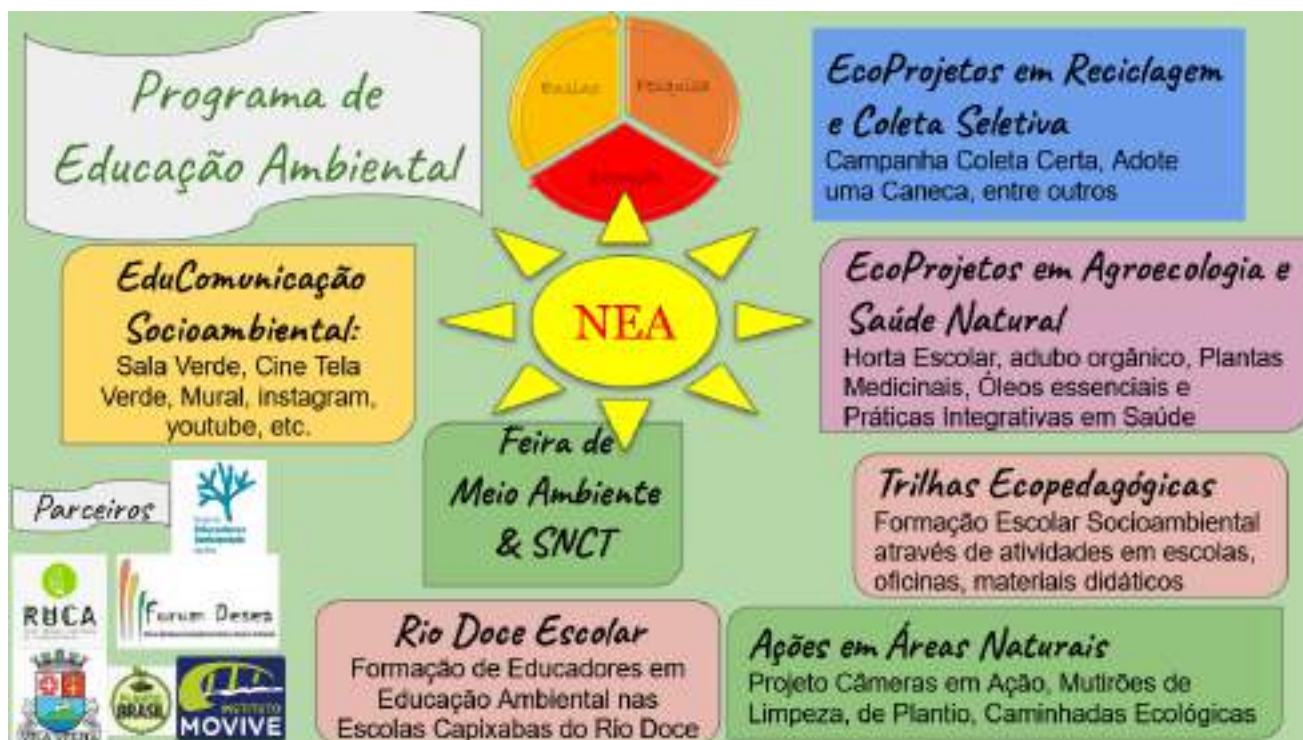 Programa de
Educação Ambiental
Ensino
Pesquisa
EcoProjetos em Reciclagem
e Coleta Seletiva
Campanha Coleta Certa, Adote
uma Caneca, entre outros
EduComunicação
Socioambiental:
Sala Verde, Cine Tela
Verde, Mural, instagram,
youtube, etc.
NEA
EcoProjetos em Agroecologia e
Saúde Natural
Horta Escolar, adubo orgânico, Plantas
Medicinais, Óleos essenciais e
Práticas Integrativas em Saúde
Feira de
Meio Ambiente
& SNCT
Trilhas Ecopedagógicas
Formação Escolar Socioambiental
através de atividades em escolas,
oficinas, materiais didáticos
Parceiros
RUCA
Forum Desea
BRASIL
INSTITUTO
MOVIVE
Rio Doce Escolar
Formação de Educadores em
Educação Ambiental nas
Escolas Capixabas do Rio Doce
Ações em Áreas Naturais
Projeto Câmeras em Ação, Mutirões de
Limpeza, de Plantio, Caminhadas Ecológicas